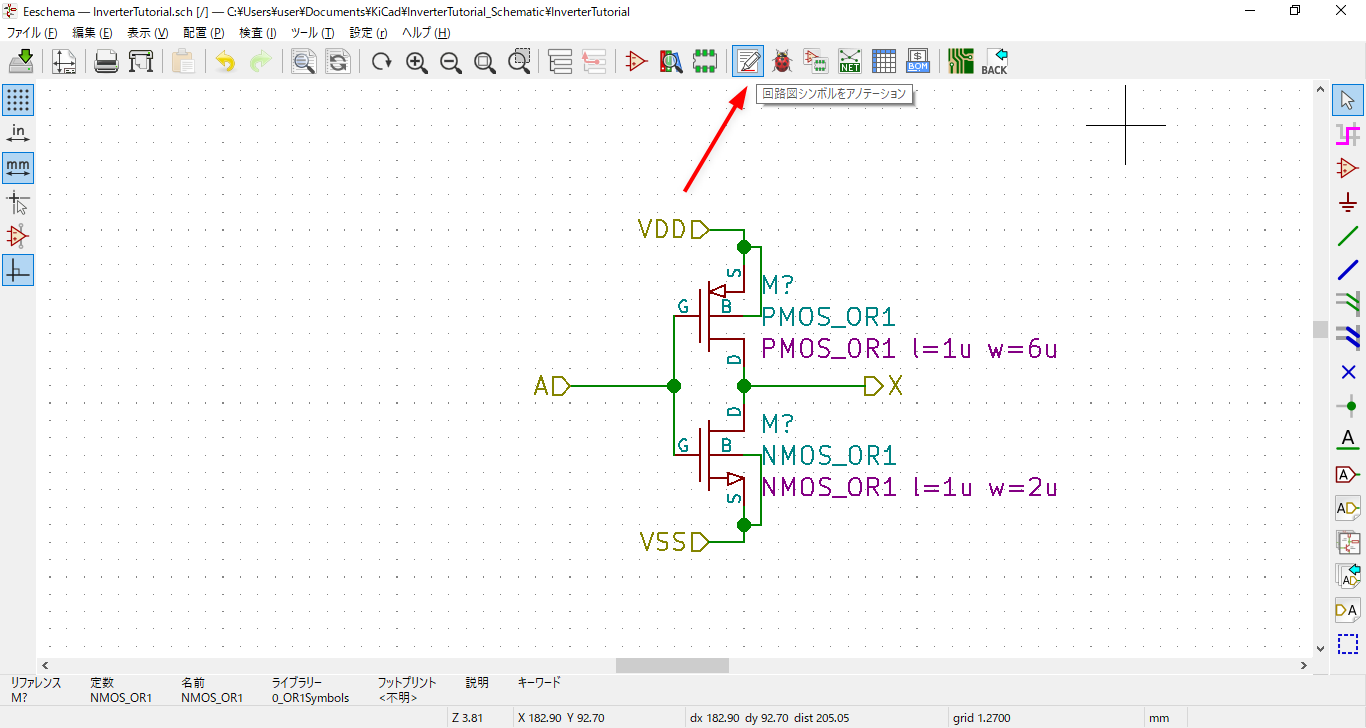 Eeschema — InverterTutorial.sch [/] — C:¥Users¥user¥Documents¥KiCad¥InverterTutorial_Schematic¥InverterTutorial
ファイル (F) 編集 (E) 表示 (V) 配置 (P) 検査 (I) ツール (T) 設定 (r) ヘルプ (H)
NET
$
BOM
BACK
回路図シンボルをアノテーション
in
mm
VDD
S
M?
G
B
PMOS_OR1
PMOS_OR1 l=1u w=6u
D
A
X
D
M?
G
B
NMOS_OR1
NMOS_OR1 l=1u w=2u
S
VSS
A
A
AD
AD
DA
リファレンス 定数 名前 ライブラリー フットプリント 説明 キーワード
M? NMOS_OR1 NMOS_OR1 0_OR1Symbols <不明>
Z 3.81 X 182.90 Y 92.70 dx 182.90 dy 92.70 dist 205.05 grid 1.2700 mm